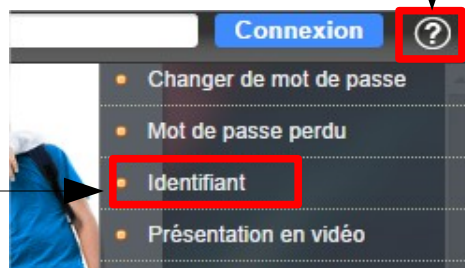 Connexion ?
Changer de mot de passe
Mot de passe perdu
Identifiant
Présentation en vidéo